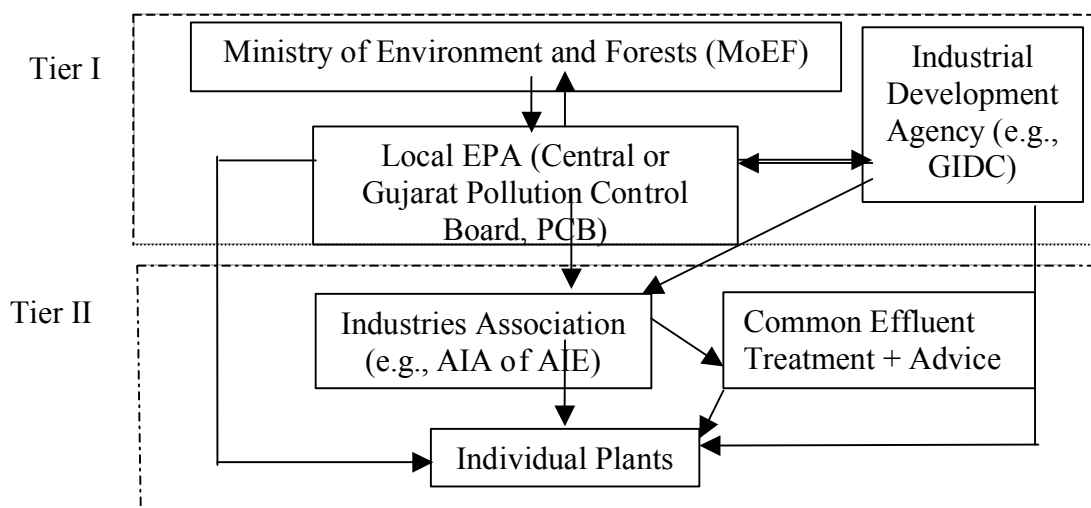 Tier I
Ministry of Environment and Forests (MoEF)
Industrial
Development
Agency (e.g.,
GIDC)
Local EPA (Central or
Gujarat Pollution Control
Board, PCB)
Tier II
Industries Association
(e.g., AIA of AIE)
Common Effluent
Treatment + Advice
Individual Plants